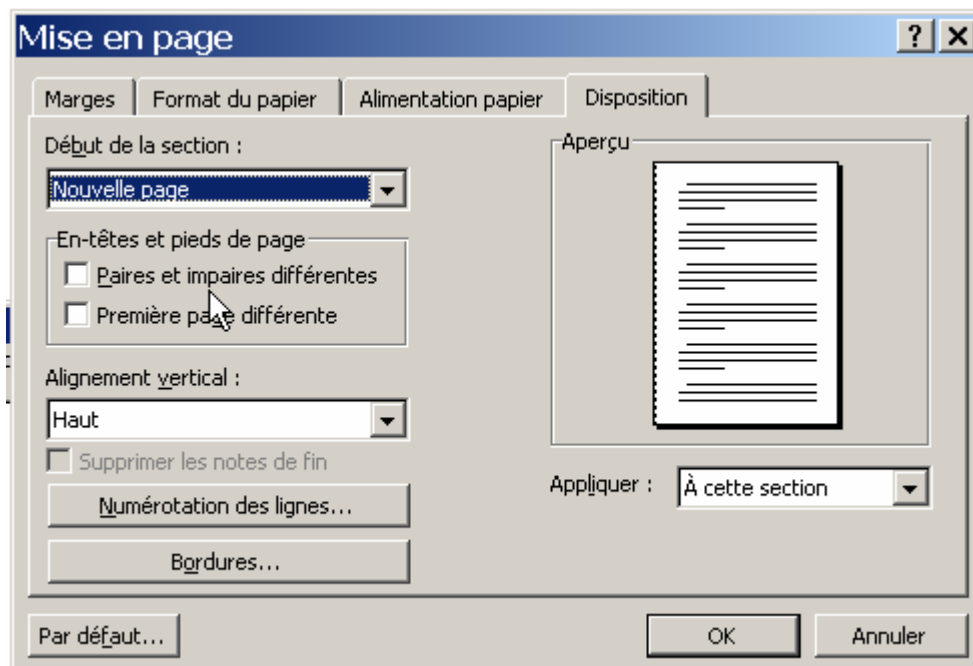 Mise en page
?
Marges
Format du papier
Alimentation papier
Disposition
Début de la section :
Nouvelle page
En-têtes et pieds de page
Paires et impaires différentes
Première page différente
Alignement vertical :
Haut
Supprimer les notes de fin
Numérotation des lignes...
Bordures...
Aperçu
Appliquer :
À cette section
Par défaut...
OK
Annuler